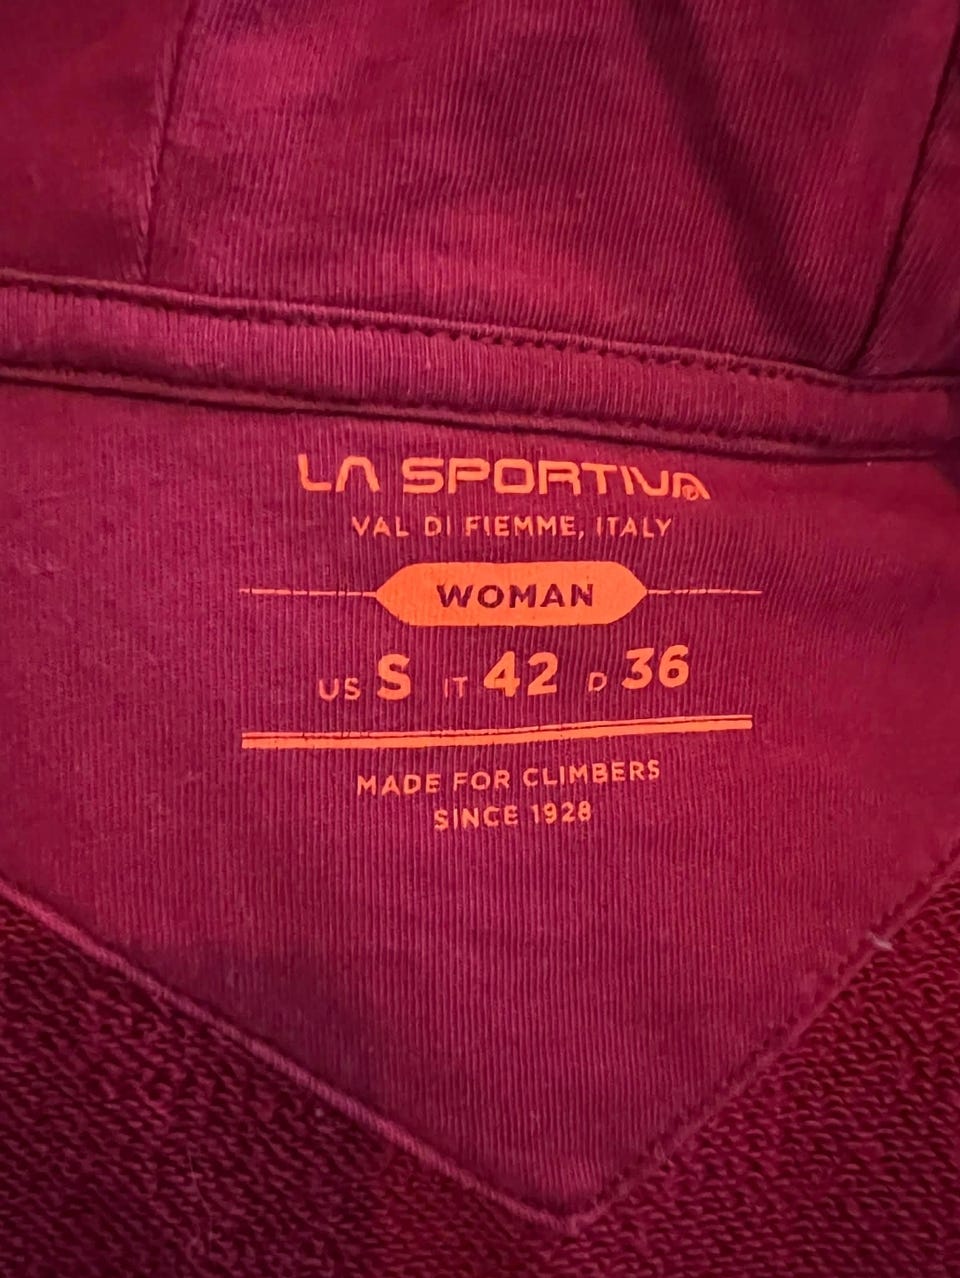 LA SPORTIVA®
VAL DI FIEMME, ITALY
WOMAN
US S IT 42 D 36
MADE FOR CLIMBERS
SINCE 1928